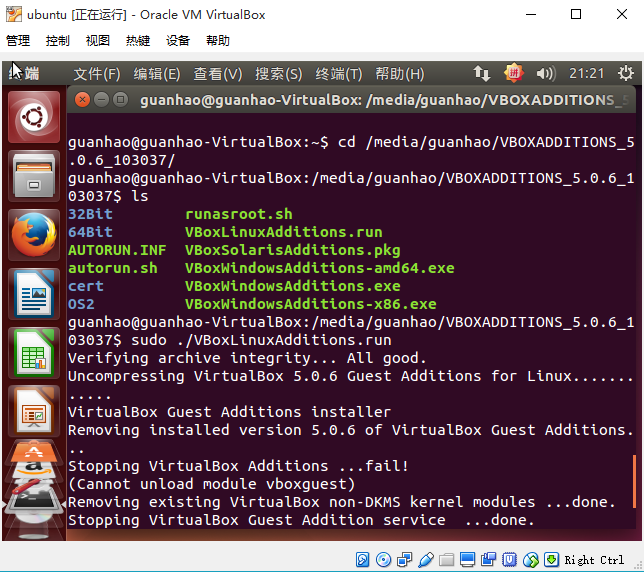 ubuntu [正在运行] - Oracle VM VirtualBox
管理 控制 视图 热键 设备 帮助
终端 文件(F) 编辑(E) 查看(V) 搜索(S) 终端(T) 帮助(H) 拼 21:21
guanhao@guanhao-VirtualBox: /media/guanhao/VBOXADDITIONS_5
guanhao@guanhao-VirtualBox:~$ cd /media/guanhao/VBOXADDITIONS_5
.0.6_103037/
guanhao@guanhao-VirtualBox:/media/guanhao/VBOXADDITIONS_5.0.6_1
03037$ ls
32Bit runasroot.sh
64Bit VBoxLinuxAdditions.run
AUTORUN.INF VBoxSolarisAdditions.pkg
autorun.sh VBoxWindowsAdditions-amd64.exe
cert VBoxWindowsAdditions.exe
OS2 VBoxWindowsAdditions-x86.exe
guanhao@guanhao-VirtualBox:/media/guanhao/VBOXADDITIONS_5.0.6_1
03037$ sudo ./VBoxLinuxAdditions.run
Verifying archive integrity... All good.
Uncompressing VirtualBox 5.0.6 Guest Additions for Linux.......
.....
VirtualBox Guest Additions installer
Removing installed version 5.0.6 of VirtualBox Guest Additions.
..
Stopping VirtualBox Additions ...fail!
(Cannot unload module vboxguest)
Removing existing VirtualBox non-DKMS kernel modules ...done.
Stopping VirtualBox Guest Addition service  ...done.
Right Ctrl